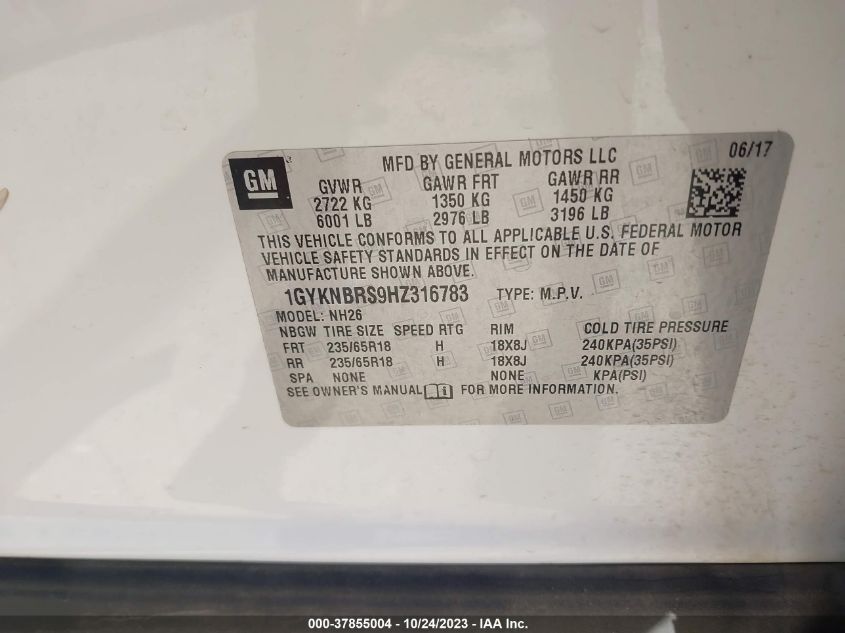 GM
MFD BY GENERAL MOTORS LLC
06/17
GVWR GAWR FRT GAWR RR
2722 KG 1350 KG 1450 KG
6001 LB 2976 LB 3196 LB
THIS VEHICLE CONFORMS TO ALL APPLICABLE U.S. FEDERAL MOTOR
VEHICLE SAFETY STANDARDS IN EFFECT ON THE DATE OF
MANUFACTURE SHOWN ABOVE.
1GYKNBRS9HZ316783 TYPE: M.P.V.
MODEL: NH26
NBGW TIRE SIZE SPEED RTG RIM COLD TIRE PRESSURE
FRT 235/65R18 H 18X8J 240KPA(35PSI)
RR 235/65R18 H 18X8J 240KPA(35PSI)
SPA NONE NONE KPA(PSI)
SEE OWNER'S MANUAL FOR MORE INFORMATION.
000-37855004 - 10/24/2023 - IAA Inc.